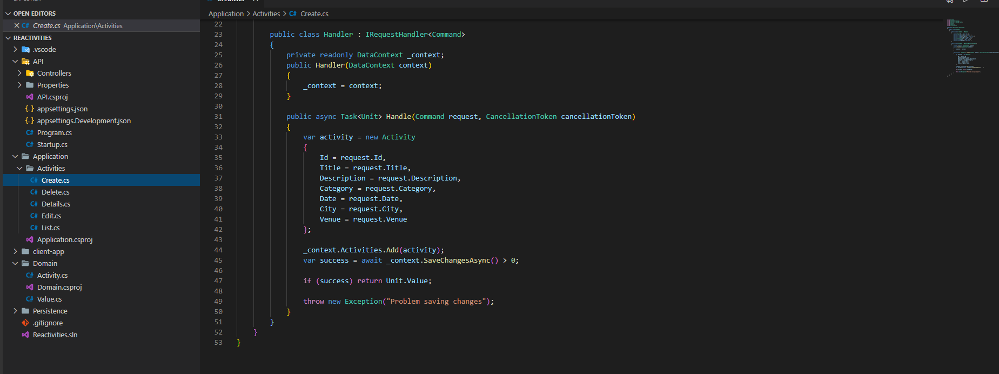 OPEN EDITORS
Create.cs Application\Activities
REACTIVITIES
.vscode
API
Controllers
Properties
API.csproj
appsettings.json
appsettings.Development.json
Program.cs
Startup.cs
Application
Activities
Create.cs
Delete.cs
Details.cs
Edit.cs
List.cs
Application.csproj
client-app
Domain
Activity.cs
Domain.csproj
Value.cs
Persistence
.gitignore
Reactivities.sln
Application > Activities > C# Create.cs
22
23 public class Handler : IRequestHandler<Command>
24 {
25 private readonly DataContext _context;
26 public Handler(DataContext context)
27 {
28 _context = context;
29 }
30
31 public async Task<Unit> Handle(Command request, CancellationToken cancellationToken)
32 {
33 var activity = new Activity
34 {
35 Id = request.Id,
36 Title = request.Title,
37 Description = request.Description,
38 Category = request.Category,
39 Date = request.Date,
40 City = request.City,
41 Venue = request.Venue
42 };
43
44 _context.Activities.Add(activity);
45 var success = await _context.SaveChangesAsync() > 0;
46
47 if (success) return Unit.Value;
48
49 throw new Exception("Problem saving changes");
50 }
51 }
52 }
53 }